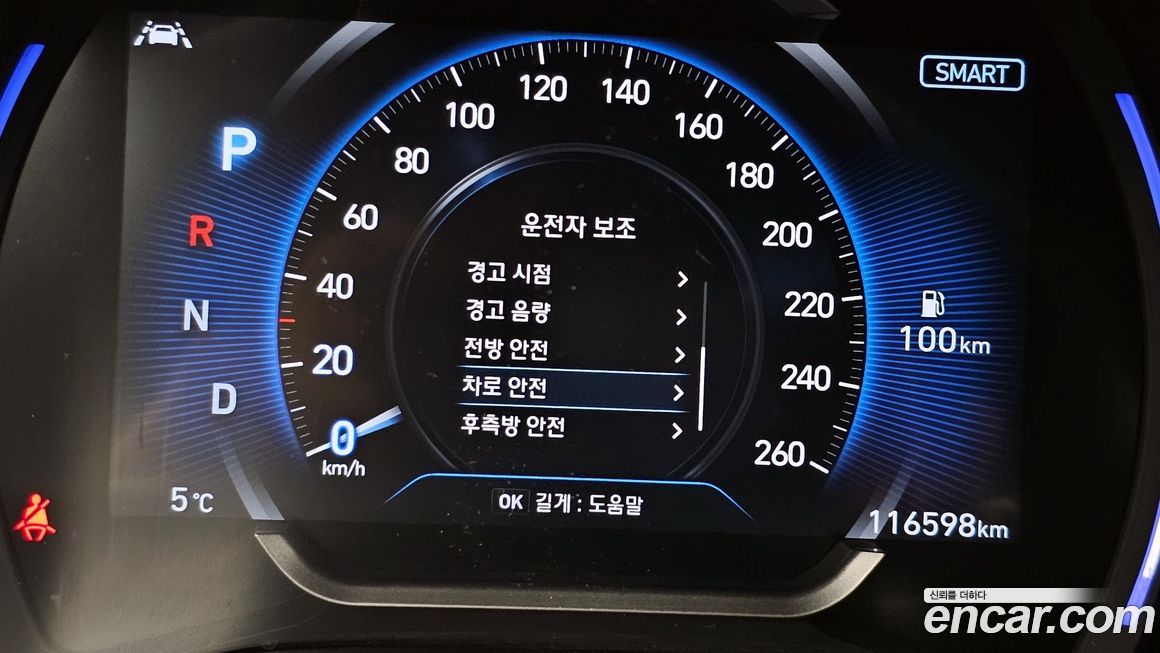 SMART
P
R
N
D
0
20
40
60
80
100
120
140
160
180
200
220
240
260
km/h
운전자 보조
경고 시점
경고 음량
전방 안전
차로 안전
후측방 안전
OK 길게 : 도움말
100km
5℃
116598km
신뢰를 더하다
encar.com